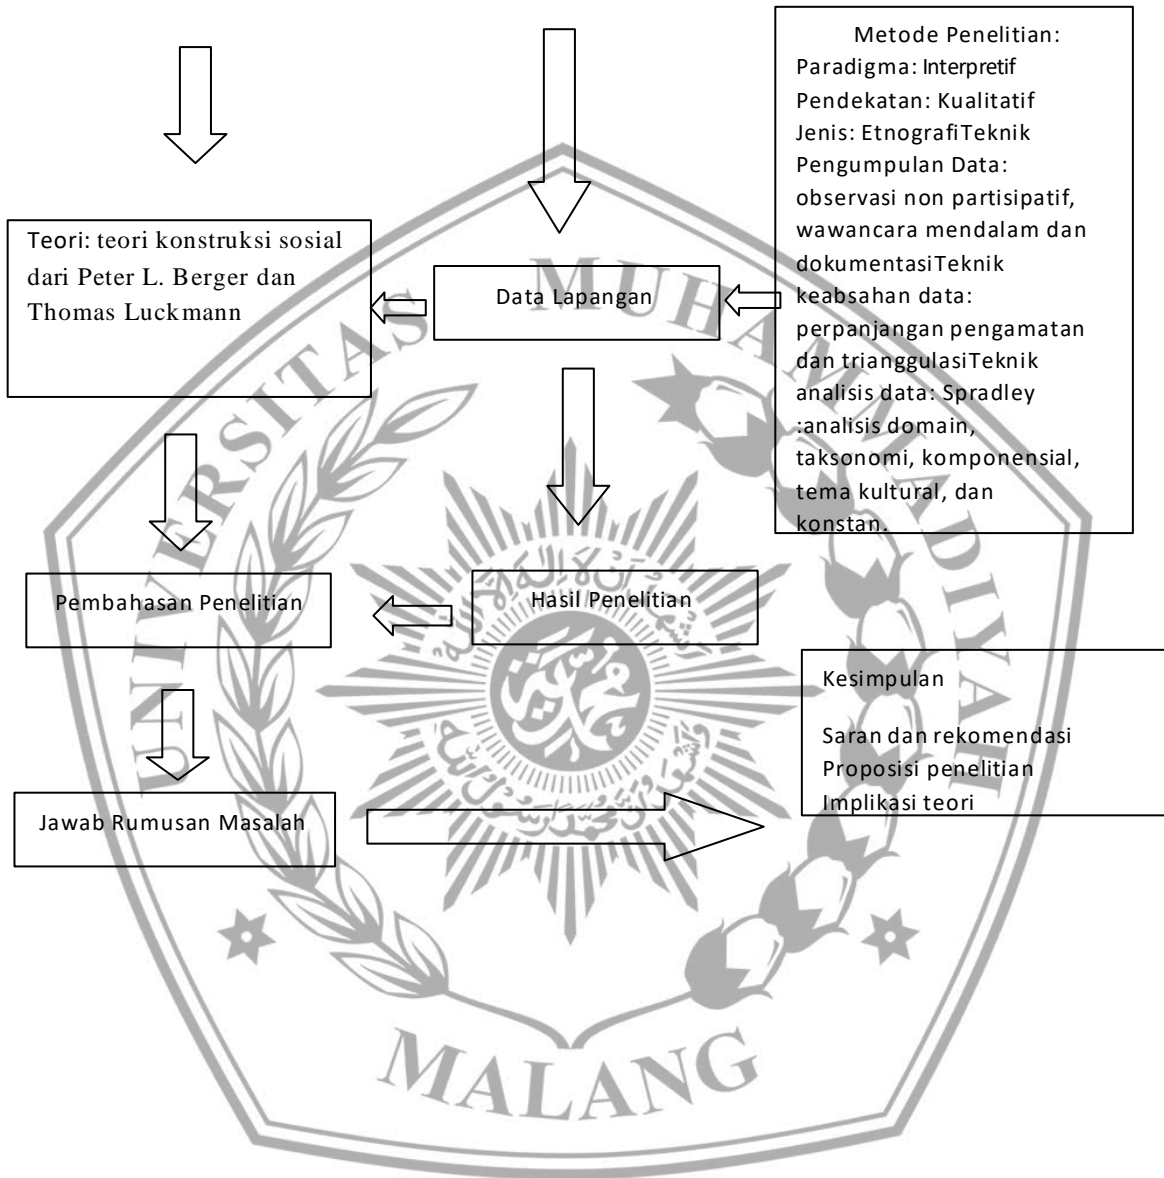 Metode Penelitian:
Paradigma: Interpretif
Pendekatan: Kualitatif
Jenis: EtnografiTeknik
Pengumpulan Data:
observasi non partisipatif,
wawancara mendalam dan
dokumentasiTeknik
keabsahan data:
perpanjangan pengamatan
dan trianggulasiTeknik
analisis data: Spradley
:analisis domain,
taksonomi, komponensial,
tema kultural, dan
konstan.
Teori: teori konstruksi sosial
dari Peter L. Berger dan
Thomas Luckmann
Data Lapangan
Pembahasan Penelitian
Hasil Penelitian
Kesimpulan
Saran dan rekomendasi
Proposisi penelitian
Implikasi teori
Jawab Rumusan Masalah
UNIVERSITAS MUHAMMADIYAH
MALANG